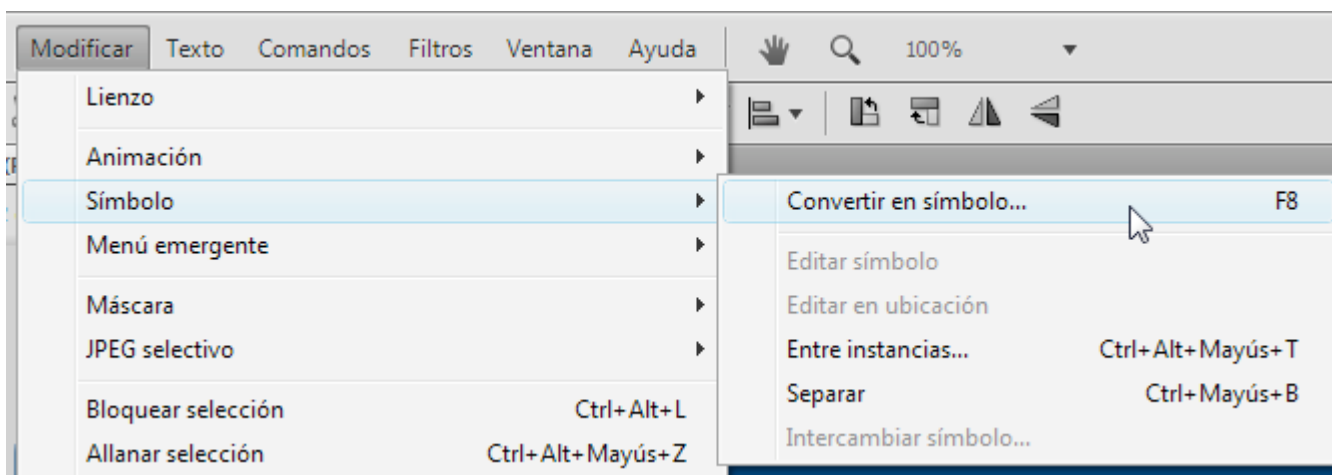 Modificar Texto Comandos Filtros Ventana Ayuda 100%
Lienzo
Animación
Símbolo
Menú emergente
Máscara
JPEG selectivo
Bloquear selección Ctrl+Alt+L
Allanar selección Ctrl+Alt+Mayús+Z
Convertir en símbolo... F8
Editar símbolo
Editar en ubicación
Entre instancias... Ctrl+Alt+Mayús+T
Separar Ctrl+Mayús+B
Intercambiar símbolo...